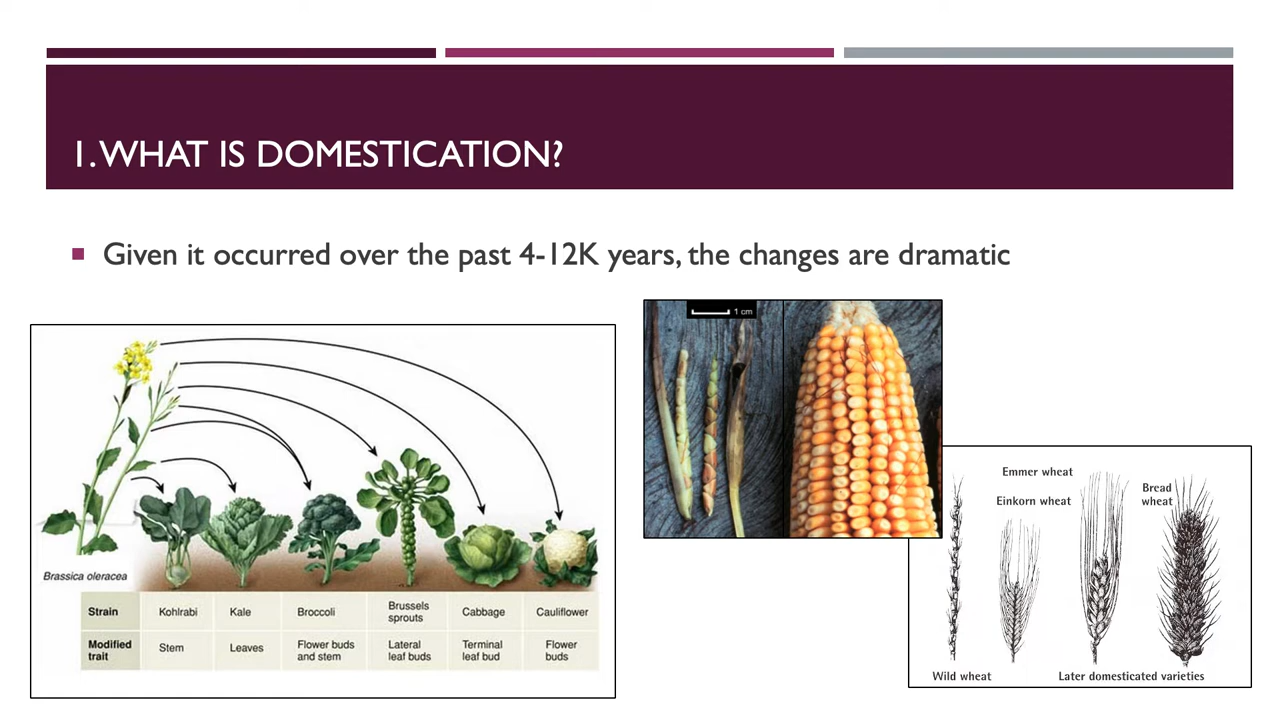 1. WHAT IS DOMESTICATION?
Given it occurred over the past 4-12K years, the changes are dramatic
Brassica oleracea
Strain Kohlrabi Kale Broccoli Brussels sprouts Cabbage Cauliflower
Modified trait Stem Leaves Flower buds and stem Lateral leaf buds Terminal leaf bud Flower buds
1 cm
Emmer wheat
Einkorn wheat
Bread
wheat
Wild wheat
Later domesticated varieties